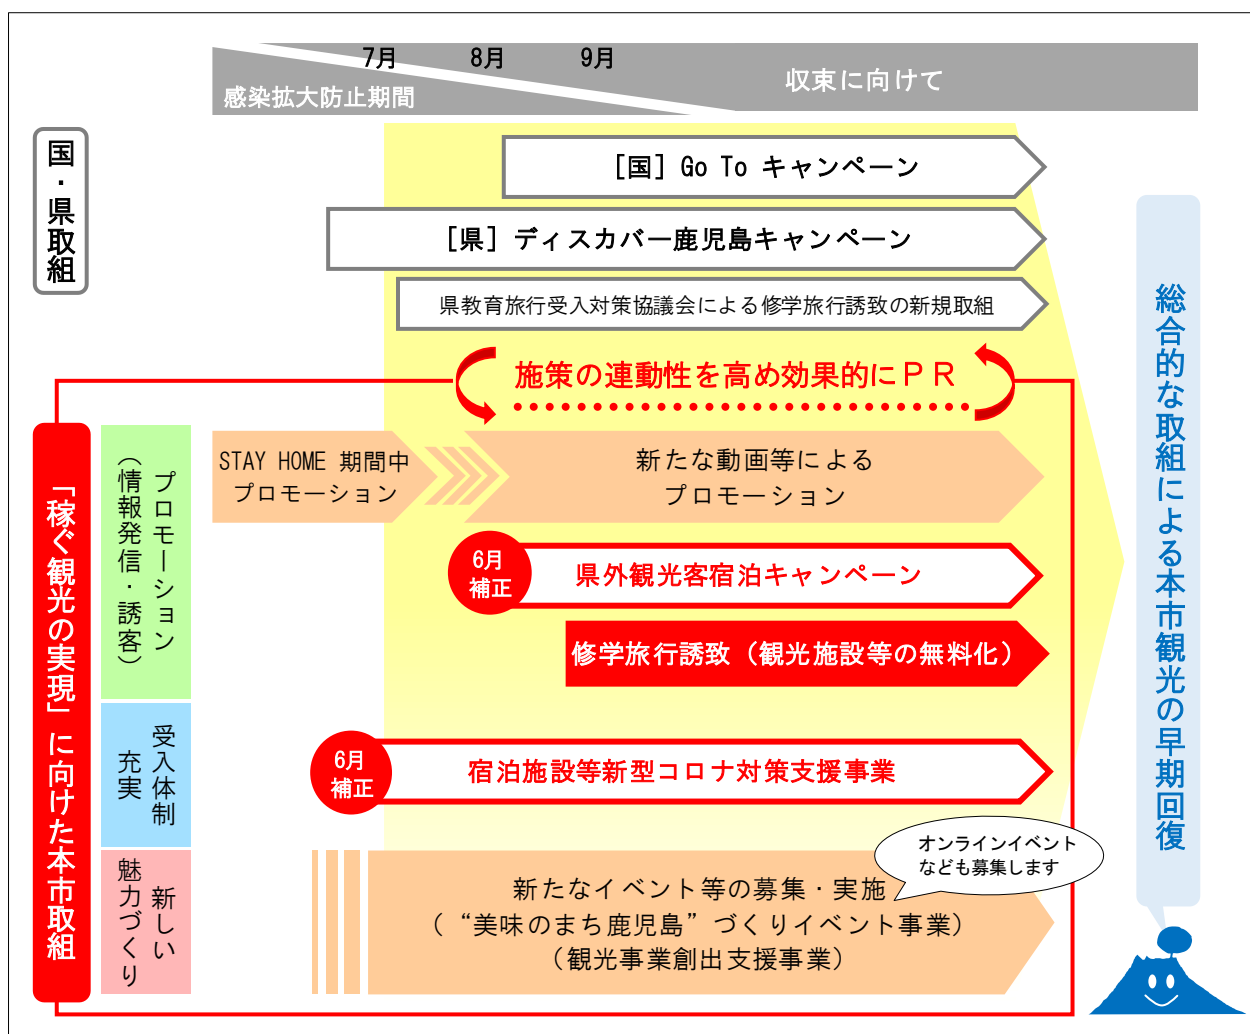 7月 8月 9月
感染拡大防止期間
収束に向けて
国・県取組
［国］Go To キャンペーン
［県］ディスカバー鹿児島キャンペーン
県教育旅行受入対策協議会による修学旅行誘致の新規取組
施策の連動性を高め効果的にＰＲ
「稼ぐ観光の実現」に向けた本市取組
プロモーション
（情報発信・誘客）
STAY HOME 期間中
プロモーション
新たな動画等による
プロモーション
6月
補正
県外観光客宿泊キャンペーン
修学旅行誘致（観光施設等の無料化）
受入体制
充実
6月
補正
宿泊施設等新型コロナ対策支援事業
新しい
魅力づくり
オンラインイベント
なども募集します
新たなイベント等の募集・実施
（“美味のまち鹿児島”づくりイベント事業）
（観光事業創出支援事業）
総合的な取組による本市観光の早期回復